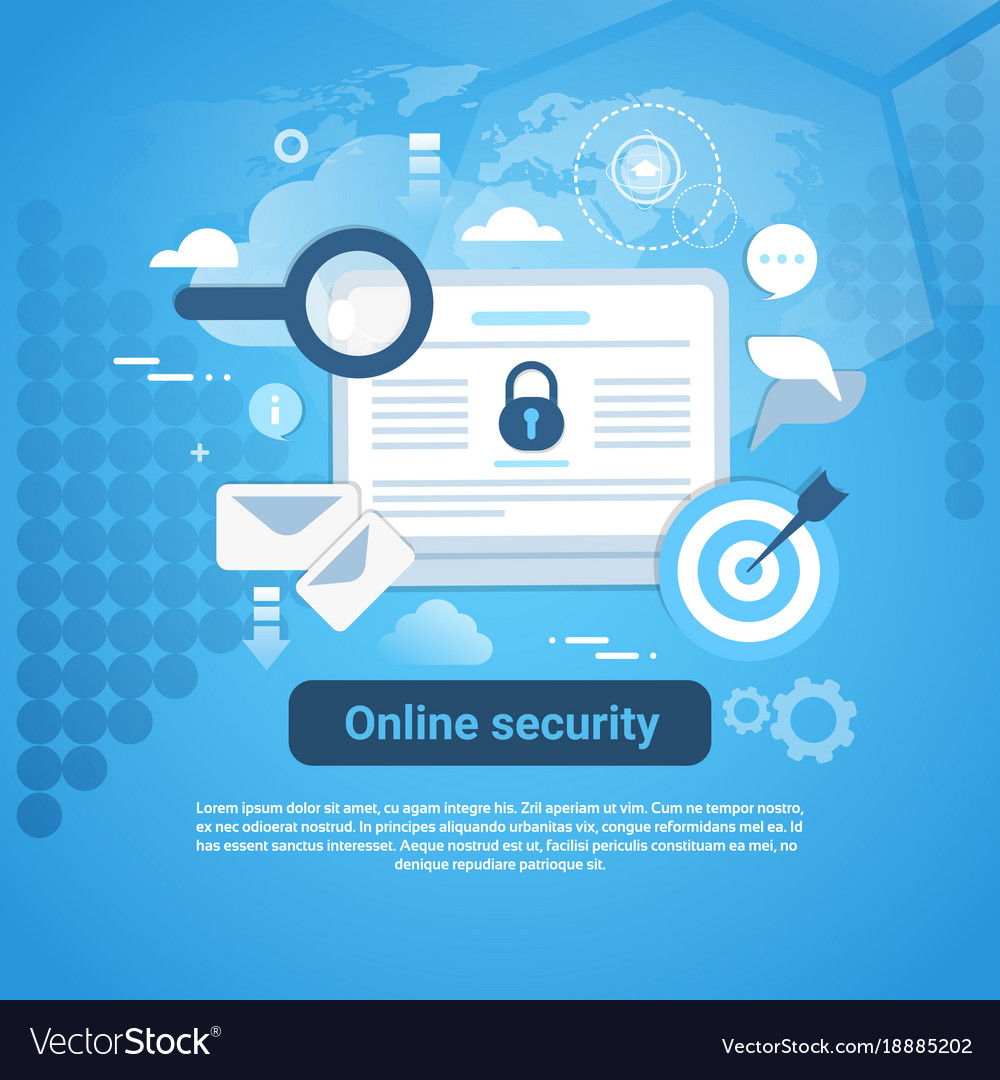 i
Online security
Lorem ipsum dolor sit amet, cu agam integre his. Zril aperiam ut vim. Cum ne tempor nostro,
ex nec odioerat nostrud. In principes aliquando urbanitas vix, congue reformidans mel ea. Id
has essent sanctus interesset. Aeque nostrud est ut, facilisi periculis constituam ea mei, no
denique repudiare patrioque sit.
VectorStock®
VectorStock.com/18885202